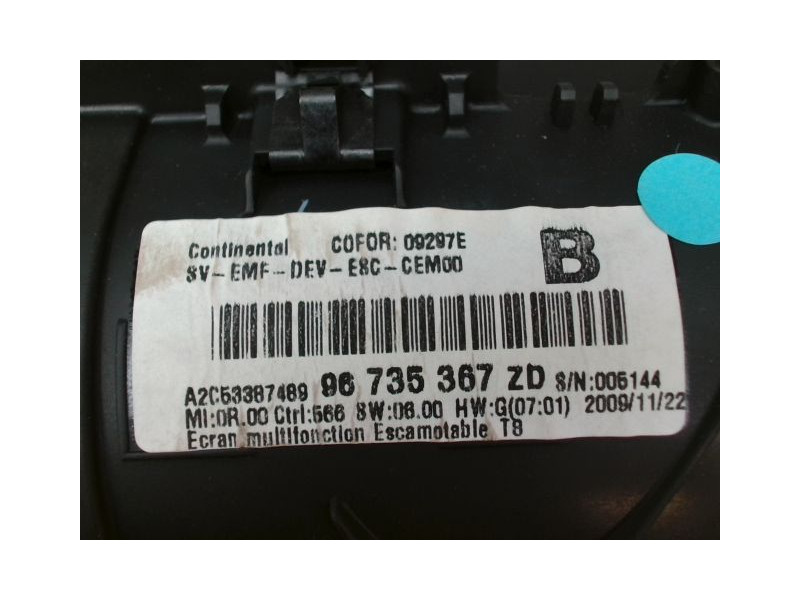 Continental COFOR: 09297E
SV-EMF-DEV-ESC-CEM00
B
A2C53387489 96 735 367 ZD S/N:005144
MI:0R.00 Ctrl:566 SW:06.00 HW:G(07:01) 2009/11/22
Ecran multifonction Escamotable T8